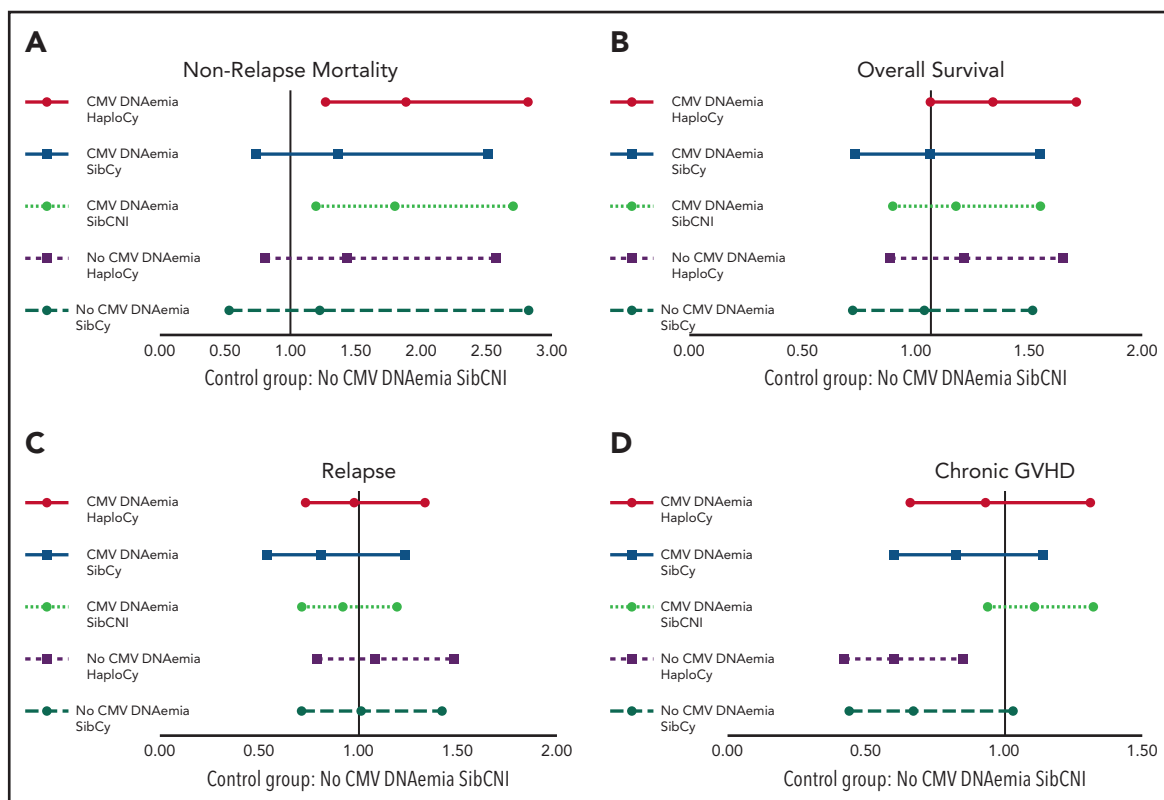 A
Non-Relapse Mortality
CMV DNAemia
HaploCy
CMV DNAemia
SibCy
CMV DNAemia
SibCNI
No CMV DNAemia
HaploCy
No CMV DNAemia
SibCy
0.00 0.50 1.00 1.50 2.00 2.50 3.00
Control group: No CMV DNAemia SibCNI
B
Overall Survival
CMV DNAemia
HaploCy
CMV DNAemia
SibCy
CMV DNAemia
SibCNI
No CMV DNAemia
HaploCy
No CMV DNAemia
SibCy
0.00 0.50 1.00 1.50 2.00
Control group: No CMV DNAemia SibCNI
C
Relapse
CMV DNAemia
HaploCy
CMV DNAemia
SibCy
CMV DNAemia
SibCNI
No CMV DNAemia
HaploCy
No CMV DNAemia
SibCy
0.00 0.50 1.00 1.50 2.00
Control group: No CMV DNAemia SibCNI
D
Chronic GVHD
CMV DNAemia
HaploCy
CMV DNAemia
SibCy
CMV DNAemia
SibCNI
No CMV DNAemia
HaploCy
No CMV DNAemia
SibCy
0.00 0.50 1.00 1.50
Control group: No CMV DNAemia SibCNI